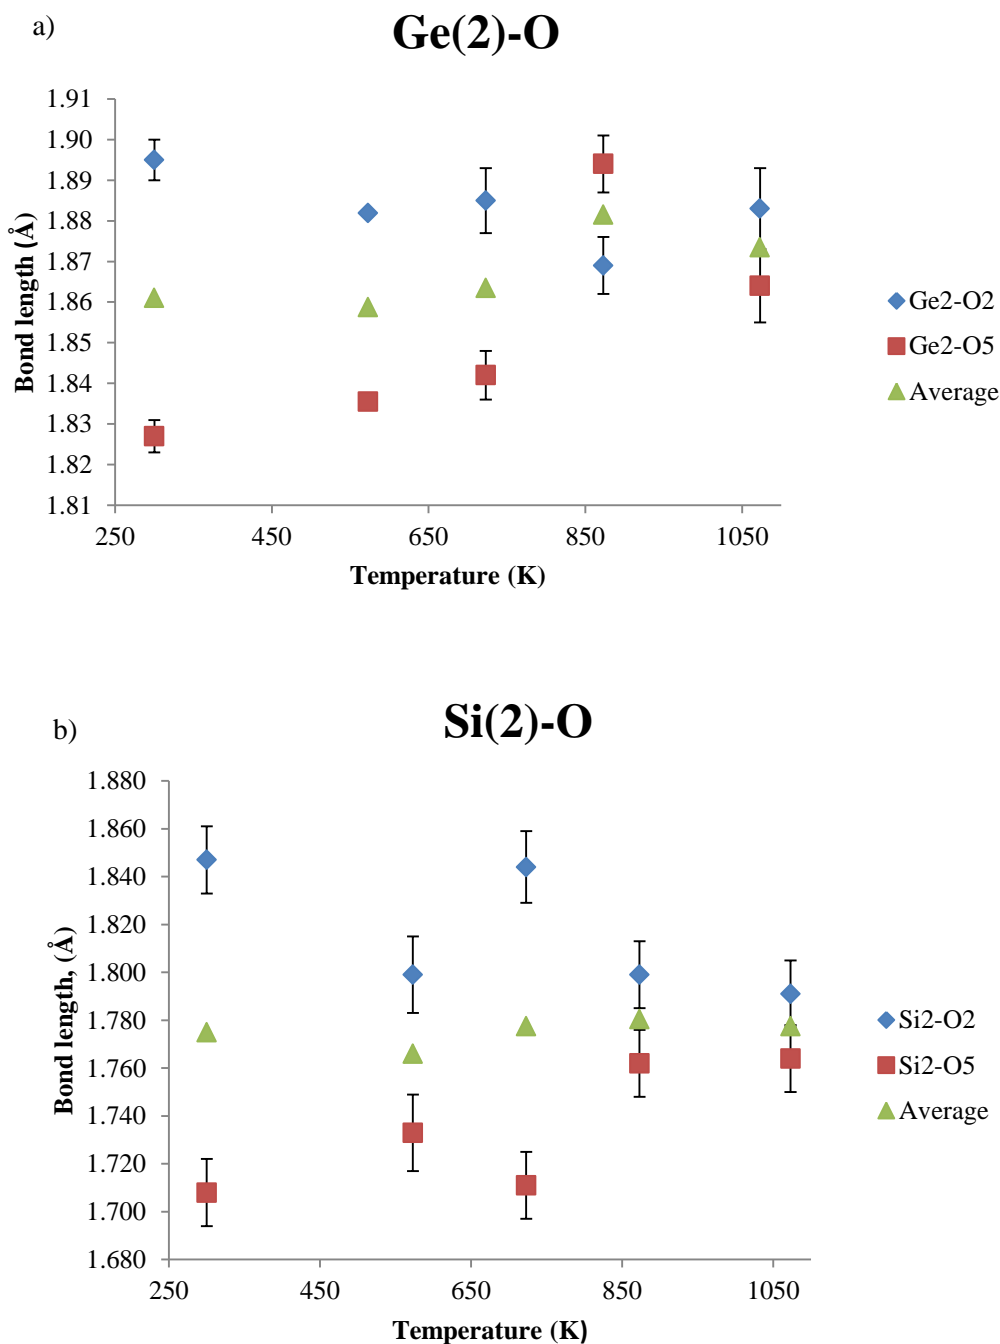 a)
Ge(2)-O
1.91
1.90
1.89
1.88
1.87
1.86
1.85
1.84
1.83
1.82
1.81
Bond length (Å)
250 450 650 850 1050
Temperature (K)
Ge2-O2
Ge2-O5
Average
b)
Si(2)-O
1.880
1.860
1.840
1.820
1.800
1.780
1.760
1.740
1.720
1.700
1.680
Bond length, (Å)
250 450 650 850 1050
Temperature (K)
Si2-O2
Si2-O5
Average